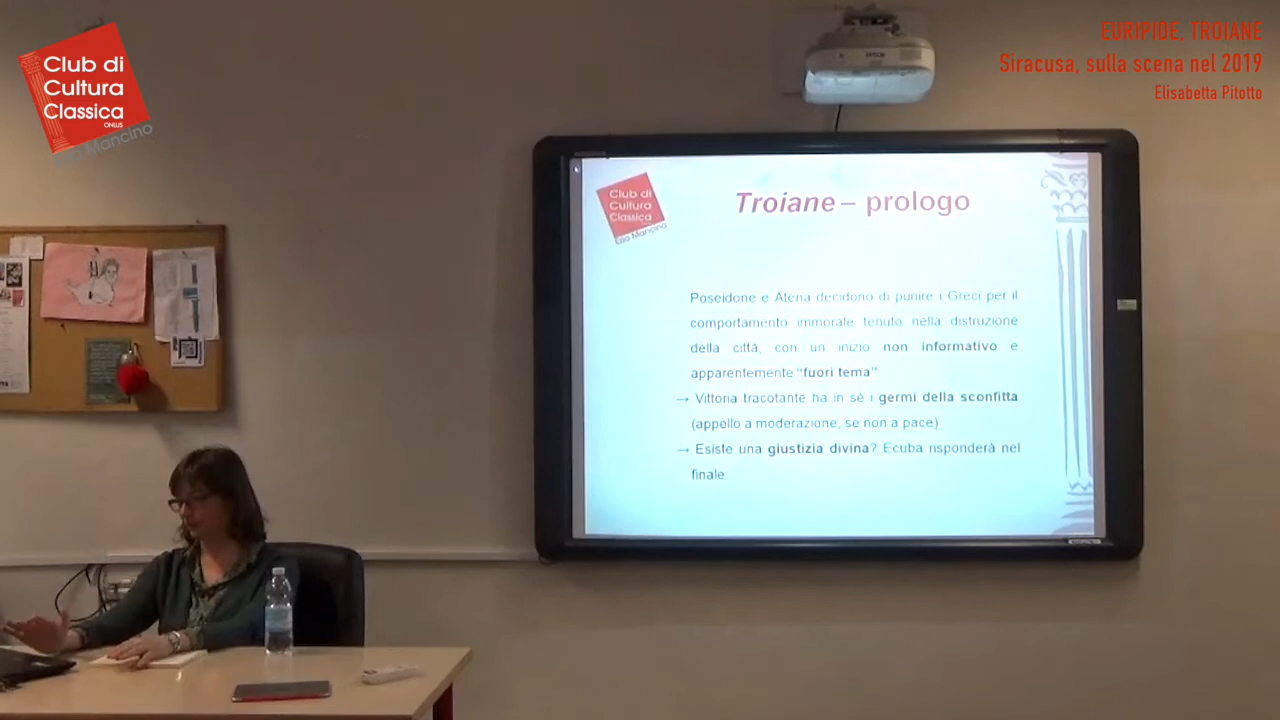 Club di
Cultura
Classica
ONLUS
Elio Mancino
EURIPIDE, TROIANE
Siracusa, sulla scena nel 2019
Elisabetta Pitotto
EPSON
Club di
Cultura
Classica
Elio Mancino
Troiane – prologo
Poseidone e Atena decidono di punire i Greci per il
comportamento immorale tenuto nella distruzione
della città, con un inizio non informativo e
apparentemente "fuori tema"
→ Vittoria tracotante ha in sé i germi della sconfitta
(appello a moderazione, se non a pace)
→ Esiste una giustizia divina? Ecuba risponderà nel
finale